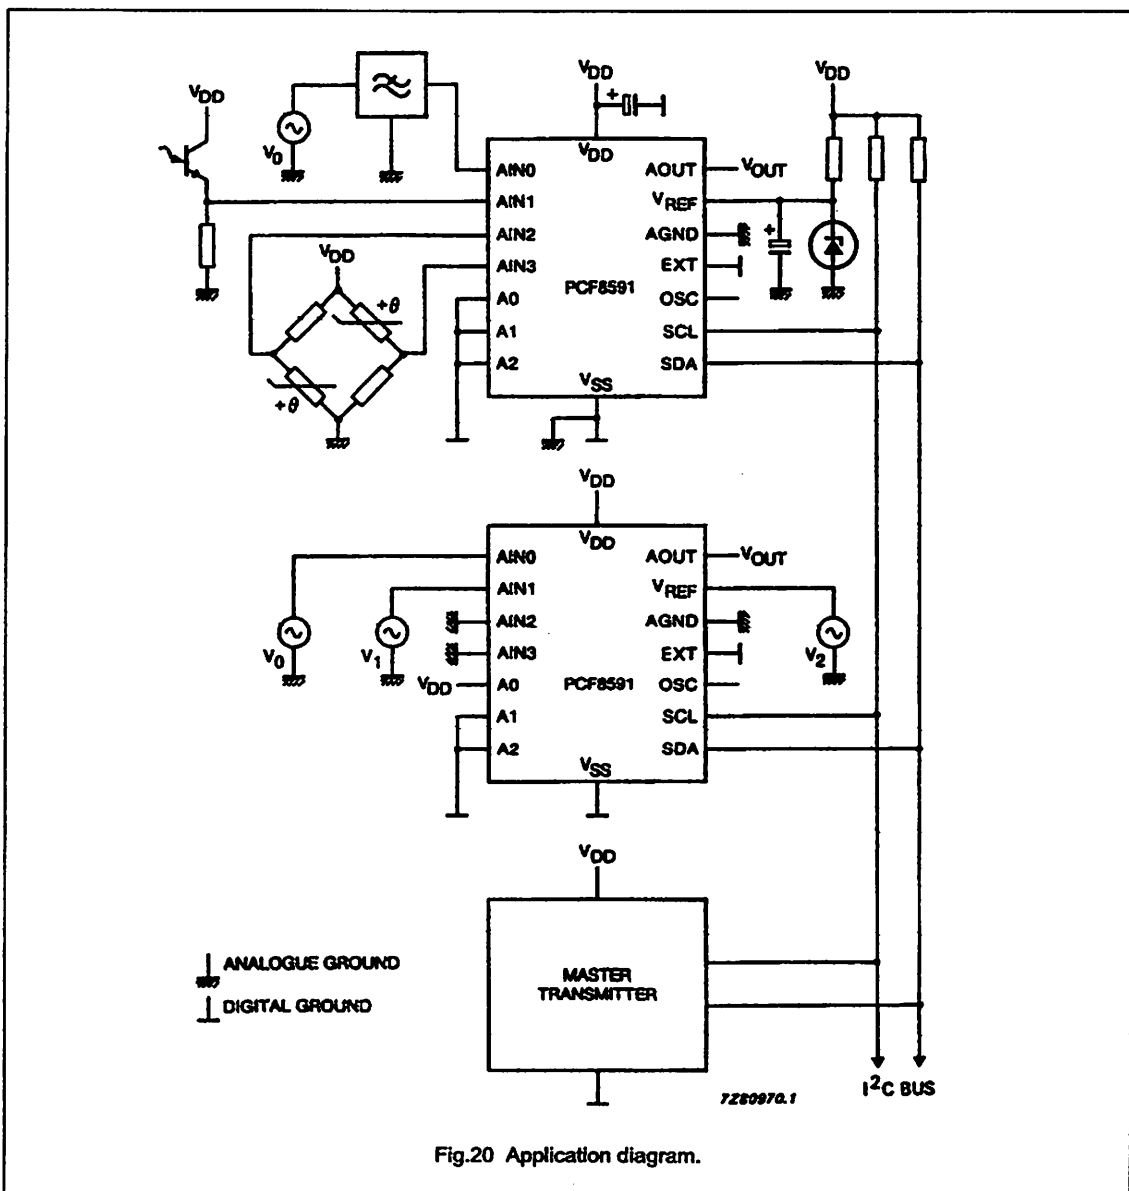 VDD
V0
VDD
VDD
VDD
AIN0
AIN1
AIN2
AIN3
A0
A1
A2
VDD
PCF8591
VSS
AOUT
VREF
AGND
EXT
OSC
SCL
SDA
VOUT
VDD
+
+
+θ
+θ
VDD
AIN0
AIN1
AIN2
AIN3
A0
A1
A2
VDD
PCF8591
VSS
AOUT
VREF
AGND
EXT
OSC
SCL
SDA
VOUT
V0
V1
VDD
V2
VDD
MASTER
TRANSMITTER
ANALOGUE GROUND
DIGITAL GROUND
I²C BUS
7Z80970.1
Fig.20 Application diagram.